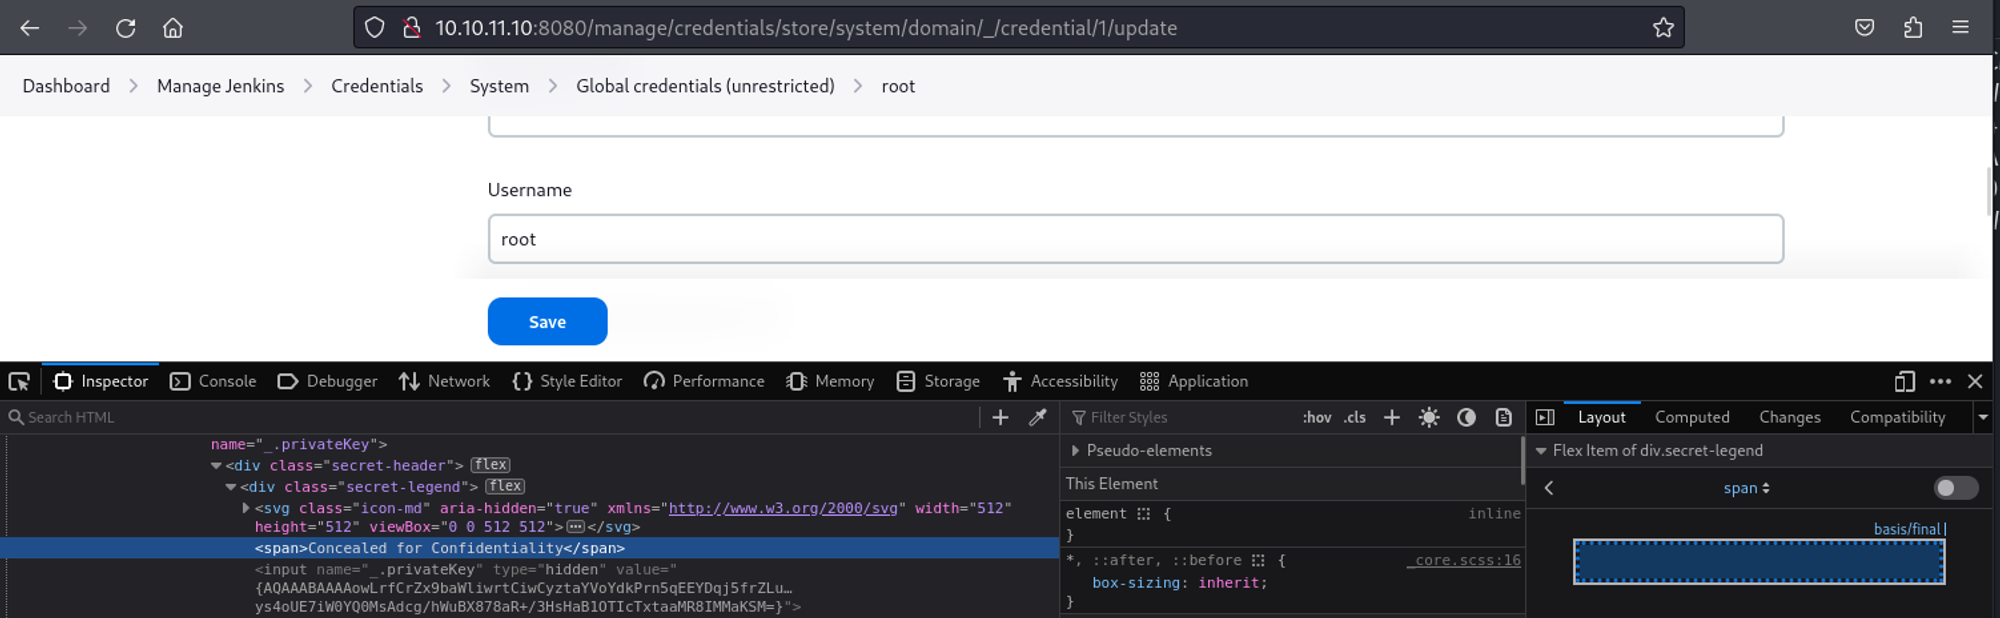 10.10.11.10:8080/manage/credentials/store/system/domain/_/credential/1/update
Dashboard > Manage Jenkins > Credentials > System > Global credentials (unrestricted) > root
Username
root
Save
Inspector Console Debugger Network Style Editor Performance Memory Storage Accessibility Application
Search HTML
name="_.privateKey">
<div class="secret-header"> flex
<div class="secret-legend"> flex
<svg class="icon-md" aria-hidden="true" xmlns="http://www.w3.org/2000/svg" width="512"
height="512" viewBox="0 0 512 512"></svg>
<span>Concealed for Confidentiality</span>
<input name="_.privateKey" type="hidden" value="
{AQAAABAAAAowLrfCrZx9baWliwrtCiwCyztaYVoYdkPrn5qEEYDqj5frZLu…
ys4oUE7iW0YQ0MsAdcg/hWuBX878aR+/3HsHaB1OTIcTxtaaMR8IMMaKSM=}">
Filter Styles :hov .cls
Pseudo-elements
This Element
element { inline
}
*, ::after, ::before { _core.scss:16
box-sizing: inherit;
}
Layout Computed Changes Compatibility
Flex Item of div.secret-legend
span
basis/final